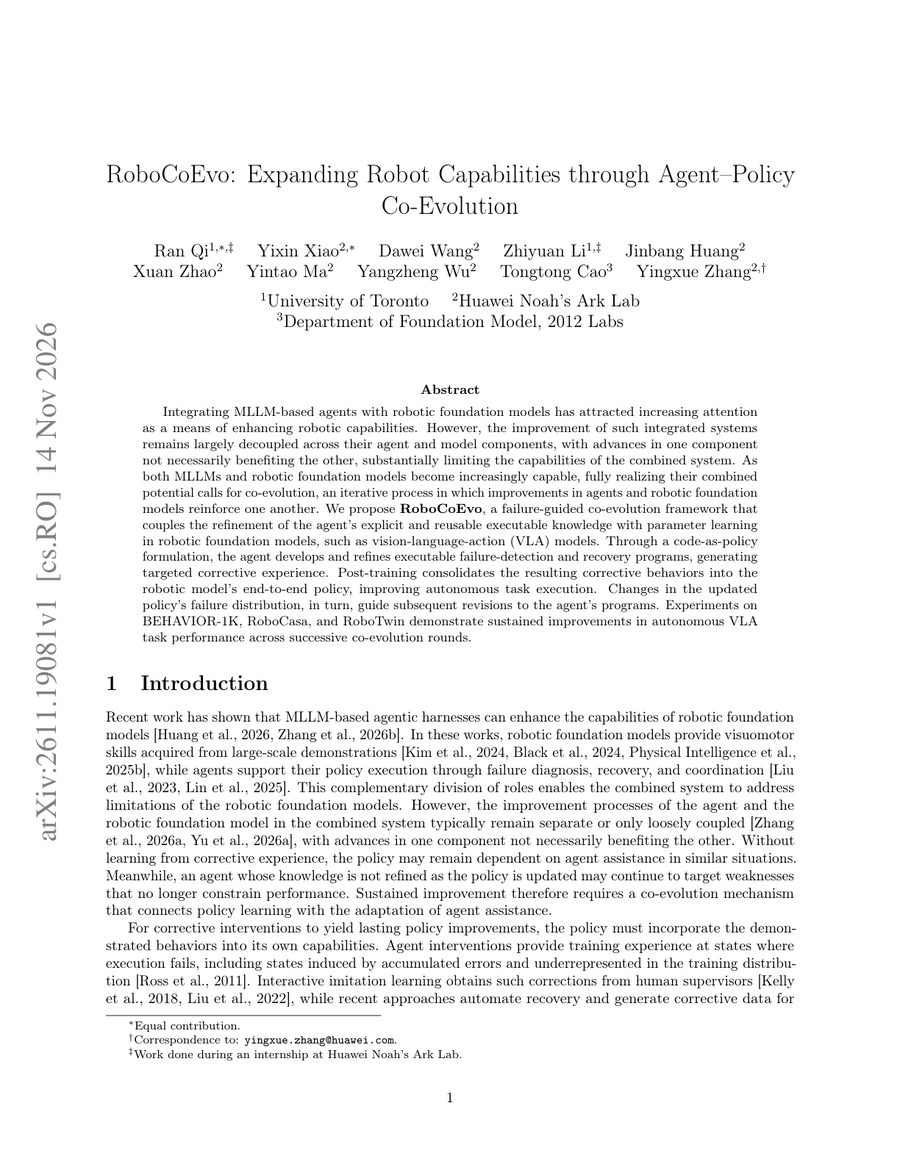 RoboCoEvo: Expanding Robot Capabilities through Agent–Policy
Co-Evolution
Ran Qi1,∗,‡ Yixin Xiao2,∗ Dawei Wang2 Zhiyuan Li1,‡ Jinbang Huang2
Xuan Zhao2 Yintao Ma2 Yangzheng Wu2 Tongtong Cao3 Yingxue Zhang2,†
1University of Toronto 2Huawei Noah's Ark Lab
3Department of Foundation Model, 2012 Labs
arXiv:2611.19081v1 [cs.RO] 14 Nov 2026
Abstract
Integrating MLLM-based agents with robotic foundation models has attracted increasing attention
as a means of enhancing robotic capabilities. However, the improvement of such integrated systems
remains largely decoupled across their agent and model components, with advances in one component
not necessarily benefiting the other, substantially limiting the capabilities of the combined system. As
both MLLMs and robotic foundation models become increasingly capable, fully realizing their combined
potential calls for co-evolution, an iterative process in which improvements in agents and robotic foundation
models reinforce one another. We propose RoboCoEvo, a failure-guided co-evolution framework that
couples the refinement of the agent's explicit and reusable executable knowledge with parameter learning
in robotic foundation models, such as vision-language-action (VLA) models. Through a code-as-policy
formulation, the agent develops and refines executable failure-detection and recovery programs, generating
targeted corrective experience. Post-training consolidates the resulting corrective behaviors into the
robotic model's end-to-end policy, improving autonomous task execution. Changes in the updated
policy's failure distribution, in turn, guide subsequent revisions to the agent's programs. Experiments on
BEHAVIOR-1K, RoboCasa, and RoboTwin demonstrate sustained improvements in autonomous VLA
task performance across successive co-evolution rounds.
1 Introduction
Recent work has shown that MLLM-based agentic harnesses can enhance the capabilities of robotic foundation
models [Huang et al., 2026, Zhang et al., 2026b]. In these works, robotic foundation models provide visuomotor
skills acquired from large-scale demonstrations [Kim et al., 2024, Black et al., 2024, Physical Intelligence et al.,
2025b], while agents support their policy execution through failure diagnosis, recovery, and coordination [Liu
et al., 2023, Lin et al., 2025]. This complementary division of roles enables the combined system to address
limitations of the robotic foundation models. However, the improvement processes of the agent and the
robotic foundation model in the combined system typically remain separate or only loosely coupled [Zhang
et al., 2026a, Yu et al., 2026a], with advances in one component not necessarily benefiting the other. Without
learning from corrective experience, the policy may remain dependent on agent assistance in similar situations.
Meanwhile, an agent whose knowledge is not refined as the policy is updated may continue to target weaknesses
that no longer constrain performance. Sustained improvement therefore requires a co-evolution mechanism
that connects policy learning with the adaptation of agent assistance.
For corrective interventions to yield lasting policy improvements, the policy must incorporate the demon-
strated behaviors into its own capabilities. Agent interventions provide training experience at states where
execution fails, including states induced by accumulated errors and underrepresented in the training distribu-
tion [Ross et al., 2011]. Interactive imitation learning obtains such corrections from human supervisors [Kelly
et al., 2018, Liu et al., 2022], while recent approaches automate recovery and generate corrective data for
∗Equal contribution.
†Correspondence to: yingxue.zhang@huawei.com.
‡Work done during an internship at Huawei Noah's Ark Lab.
1